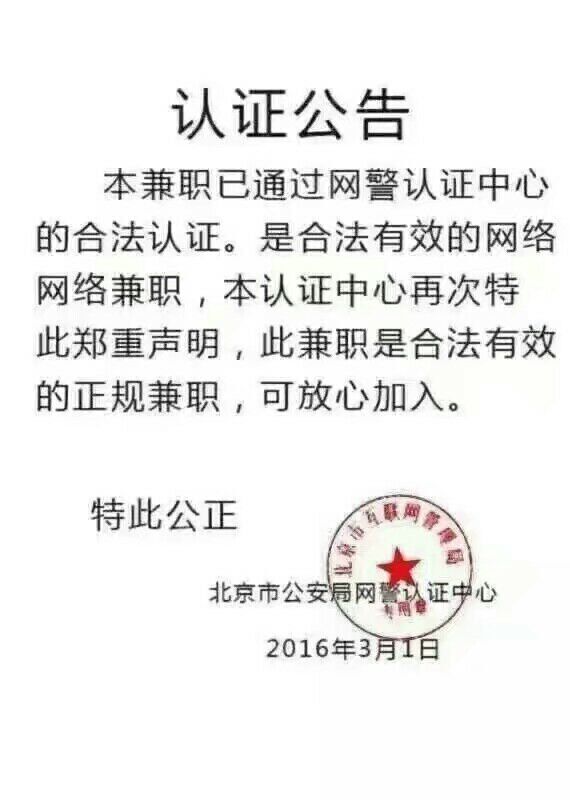 认证公告
本兼职已通过网警认证中心
的合法认证。是合法有效的网络
网络兼职，本认证中心再次特
此郑重声明，此兼职是合法有效
的正规兼职，可放心加入。
特此公正
北京市互联网管理局
北京市公安局网警认证中心
专用章
2016年3月1日